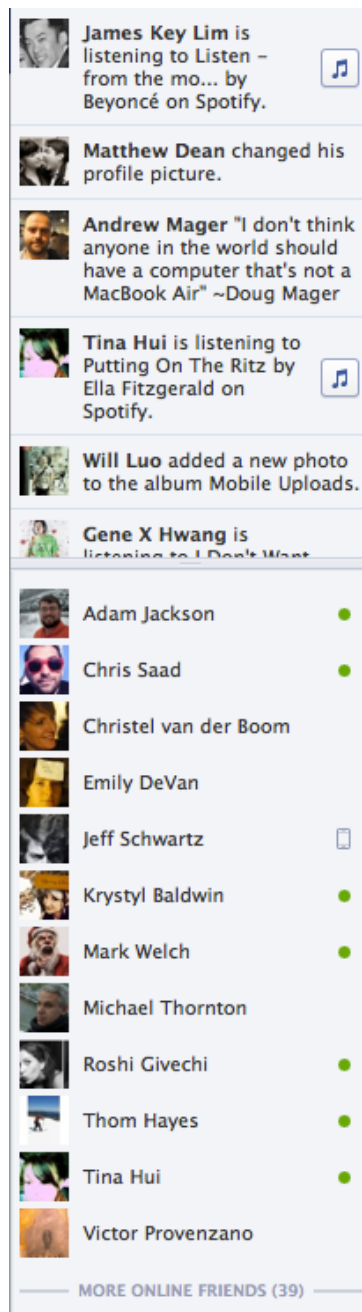 James Key Lim is
listening to Listen –
from the mo... by
Beyoncé on Spotify.
Matthew Dean changed his
profile picture.
Andrew Mager "I don't think
anyone in the world should
have a computer that's not a
MacBook Air" ~Doug Mager
Tina Hui is listening to
Putting On The Ritz by
Ella Fitzgerald on
Spotify.
Will Luo added a new photo
to the album Mobile Uploads.
Gene X Hwang is
listening to I Don't Want
Adam Jackson
Chris Saad
Christel van der Boom
Emily DeVan
Jeff Schwartz
Krystyl Baldwin
Mark Welch
Michael Thornton
Roshi Givechi
Thom Hayes
Tina Hui
Victor Provenzano
MORE ONLINE FRIENDS (39)